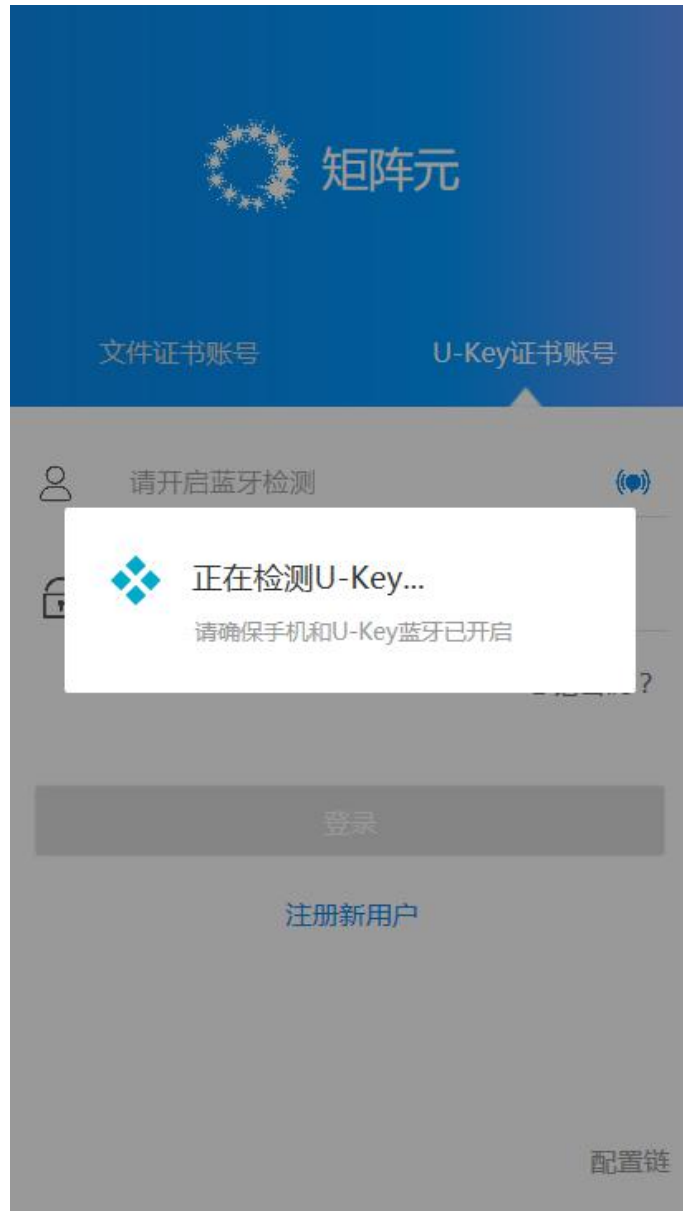 矩阵元
文件证书账号 U-Key证书账号
请开启蓝牙检测
正在检测U-Key...
请确保手机和U-Key蓝牙已开启
?
登录
注册新用户
配置链